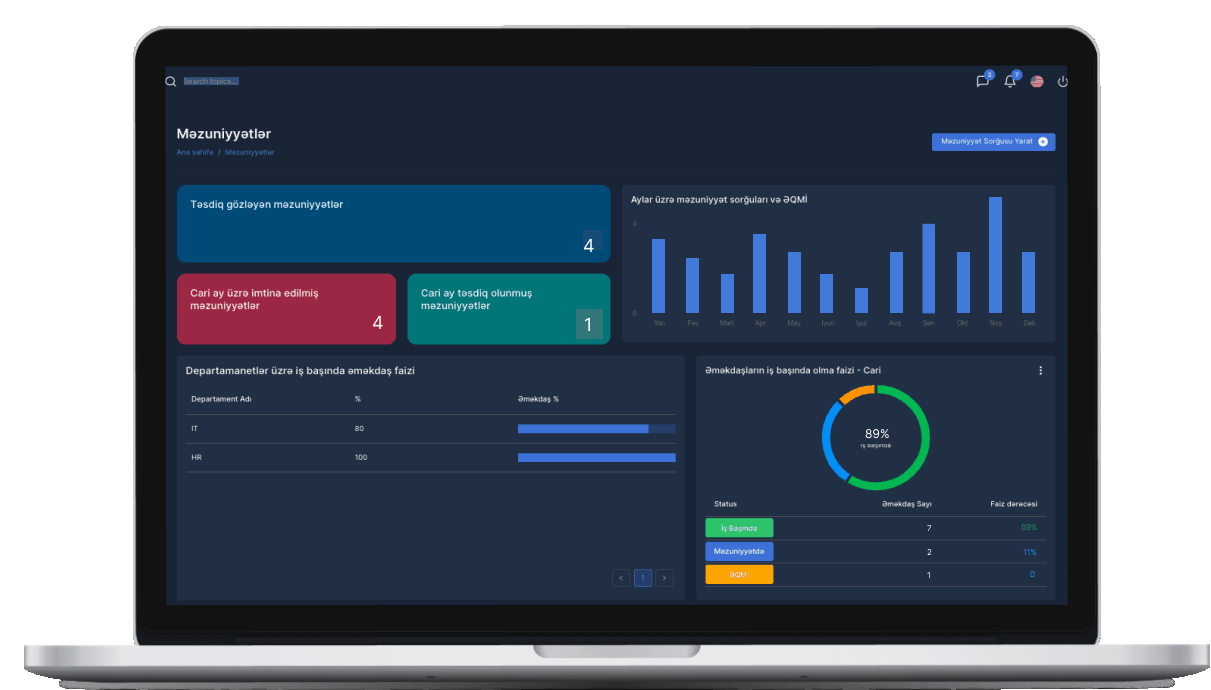 Search topics...
3
7
Məzuniyyətlər
Ana səhifə / Məzuniyyətlər
Məzuniyyət Sorğusu Yarat
Təsdiq gözləyən məzuniyyətlər
4
Cari ay üzrə imtina edilmiş
məzuniyyətlər
4
Cari ay təsdiq olunmuş
məzuniyyətlər
1
Aylar üzrə məzuniyyət sorğuları və ƏQMİ
4
0
Yan Fev Mart Apr May İyun İyul Avq Sen Okt Noy Dek
Departamanetlər üzrə iş başında əməkdaş faizi
Departament Adı % Əməkdaş %
IT 80
HR 100
1
Əməkdaşların iş başında olma faizi - Cari
89%
İş başında
Status Əməkdaş Sayı Faiz dərəcəsi
İş Başında 7 89%
Məzuniyyətdə 2 11%
ƏQMİ 1 0